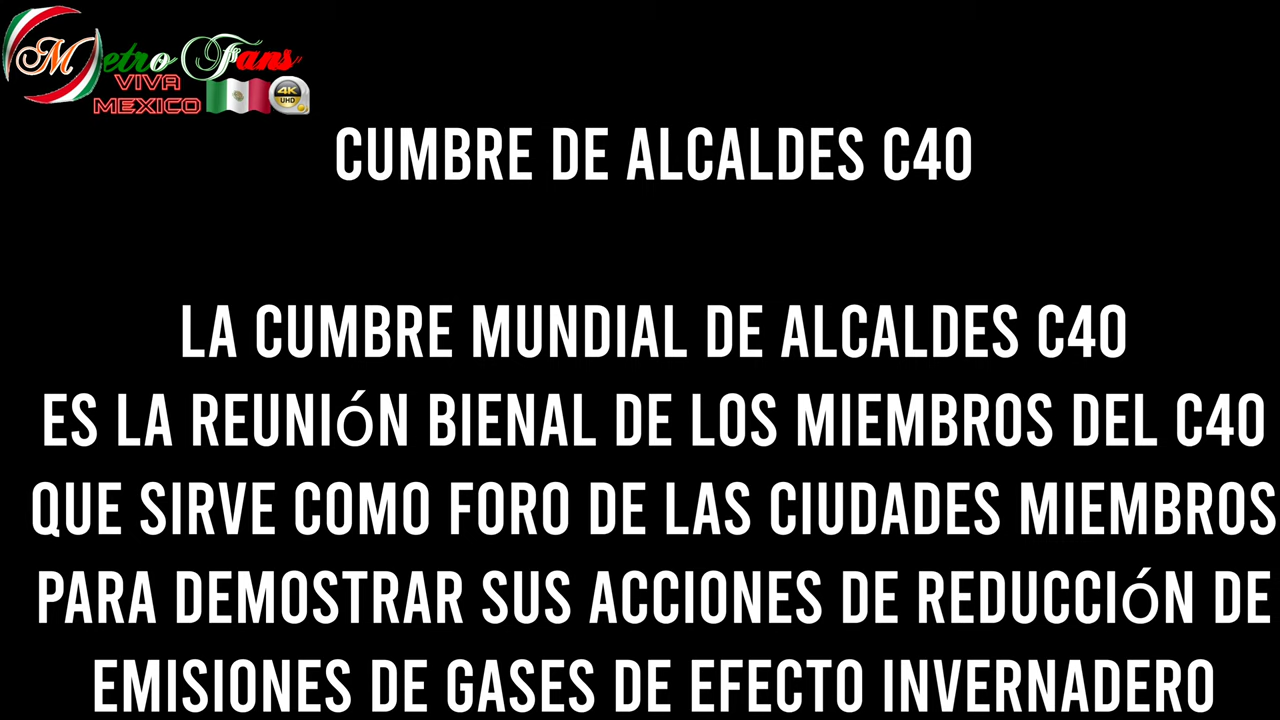 Metro Fans
VIVA
MEXICO
4K
UHD
CUMBRE DE ALCALDES C40
LA CUMBRE MUNDIAL DE ALCALDES C40
ES LA REUNIóN BIENAL DE LOS MIEMBROS DEL C40
QUE SIRVE COMO FORO DE LAS CIUDADES MIEMBROS
PARA DEMOSTRAR SUS ACCIONES DE REDUCCIóN DE
EMISIONES DE GASES DE EFECTO INVERNADERO